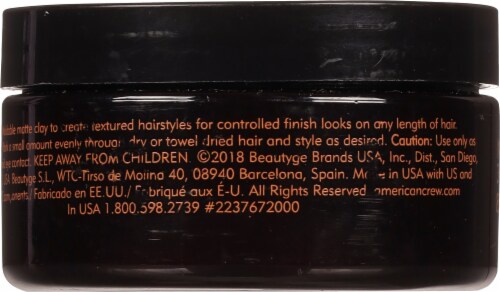 matte clay to create textured hairstyles for controlled finish looks on any length of hair.
a small amount evenly through dry or towel dried hair and style as desired. Caution: Use only as
eye contact. KEEP AWAY FROM CHILDREN. ©2018 Beautyge Brands USA, Inc., Dist., San Diego,
Beautyge S.L., WTC-Tirso de Molina 40, 08940 Barcelona, Spain. Made in USA with US and
/ Fabricado en EE.UU./ Fabriqué aux É-U. All Rights Reserved. americancrew.com
In USA 1.800.598.2739 #2237672000